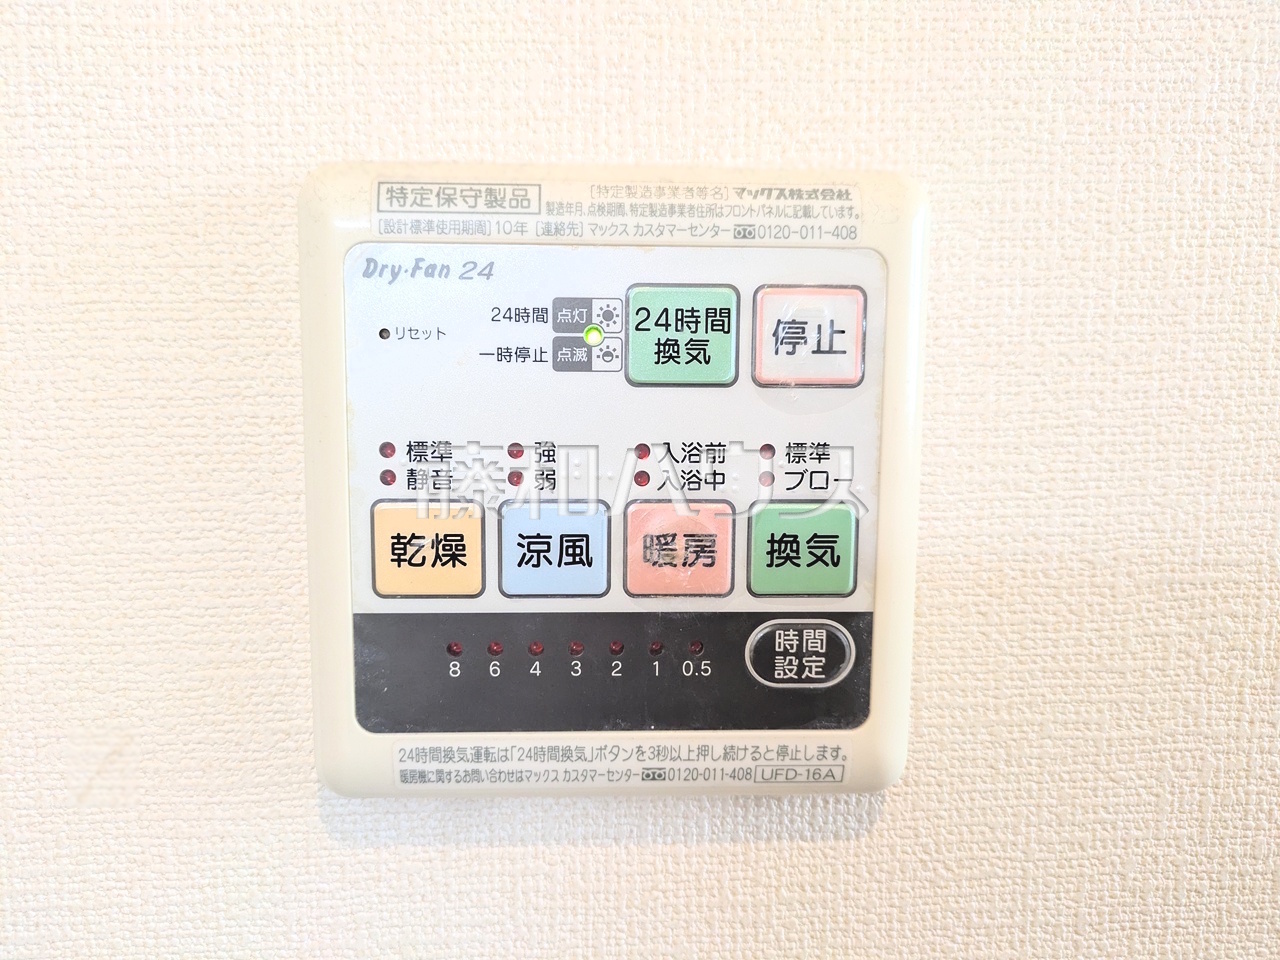 特定保守製品
[特定製造事業者等名] マックス株式会社
製造年月、点検期間、特定製造事業者住所はフロントパネルに記載しています。
[設計標準使用期間] 10年 [連絡先] マックス カスタマーセンター 0120-011-408
Dry・Fan 24
リセット
24時間 点灯
一時停止 点滅
24時間
換気
停止
標準 強 入浴前 標準
静音 弱 入浴中 ブロー
藤和ハウス
乾燥 涼風 暖房 換気
8 6 4 3 2 1 0.5
時間
設定
24時間換気運転は「24時間換気」ボタンを3秒以上押し続けると停止します。
暖房機に関するお問い合わせはマックス カスタマーセンター 0120-011-408 UFD-16A